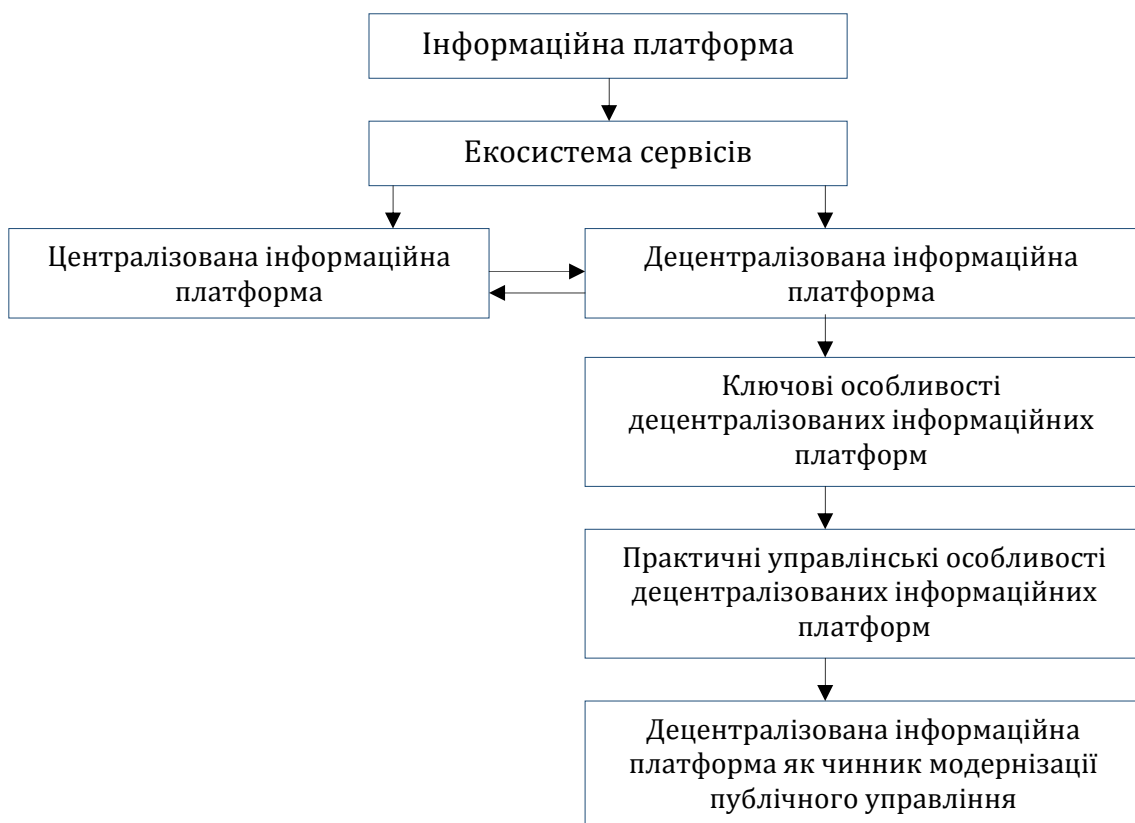 Інформаційна платформа
Екосистема сервісів
Централізована інформаційна
платформа
Децентралізована інформаційна
платформа
Ключові особливості
децентралізованих інформаційних
платформ
Практичні управлінські особливості
децентралізованих інформаційних
платформ
Децентралізована інформаційна
платформа як чинник модернізації
публічного управління